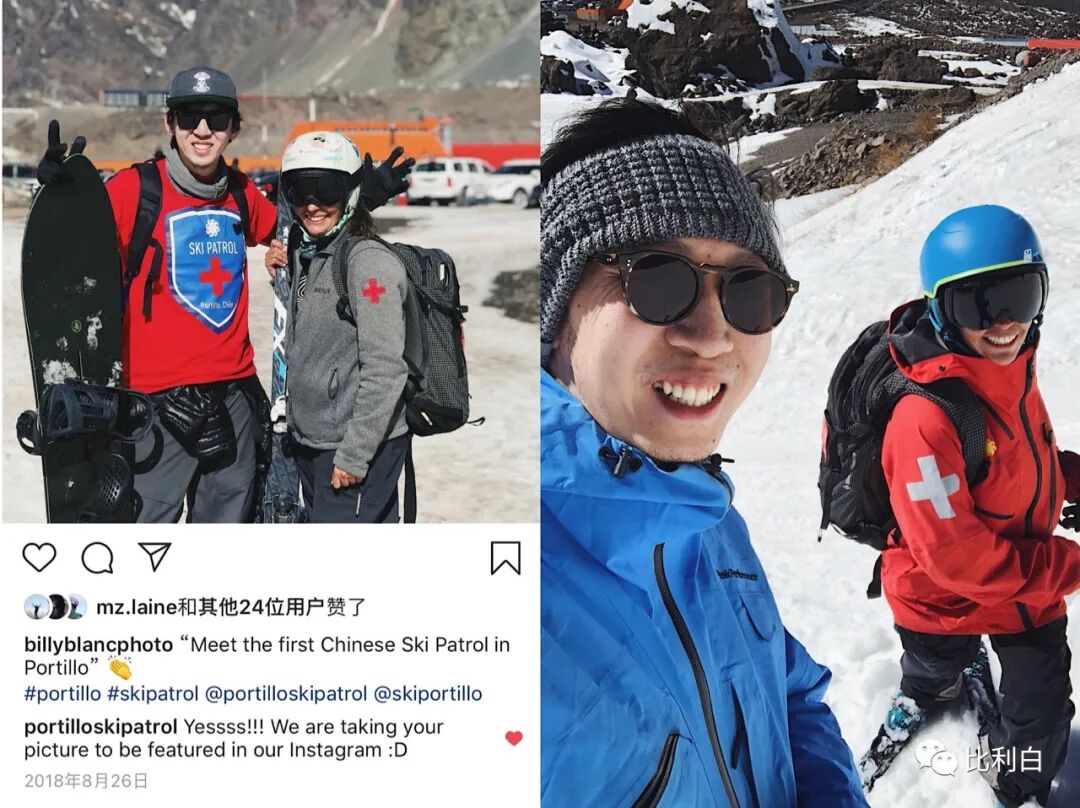 SKI PATROL
Portillo, Chile
mz.laine和其他24位用户赞了
billyblancphoto “Meet the first Chinese Ski Patrol in
Portillo” 👏
#portillo #skipatrol @portilloskipatrol @skiportillo
portilloskipatrol Yessss!!! We are taking your
picture to be featured in our Instagram :D
2018年8月26日
比利白